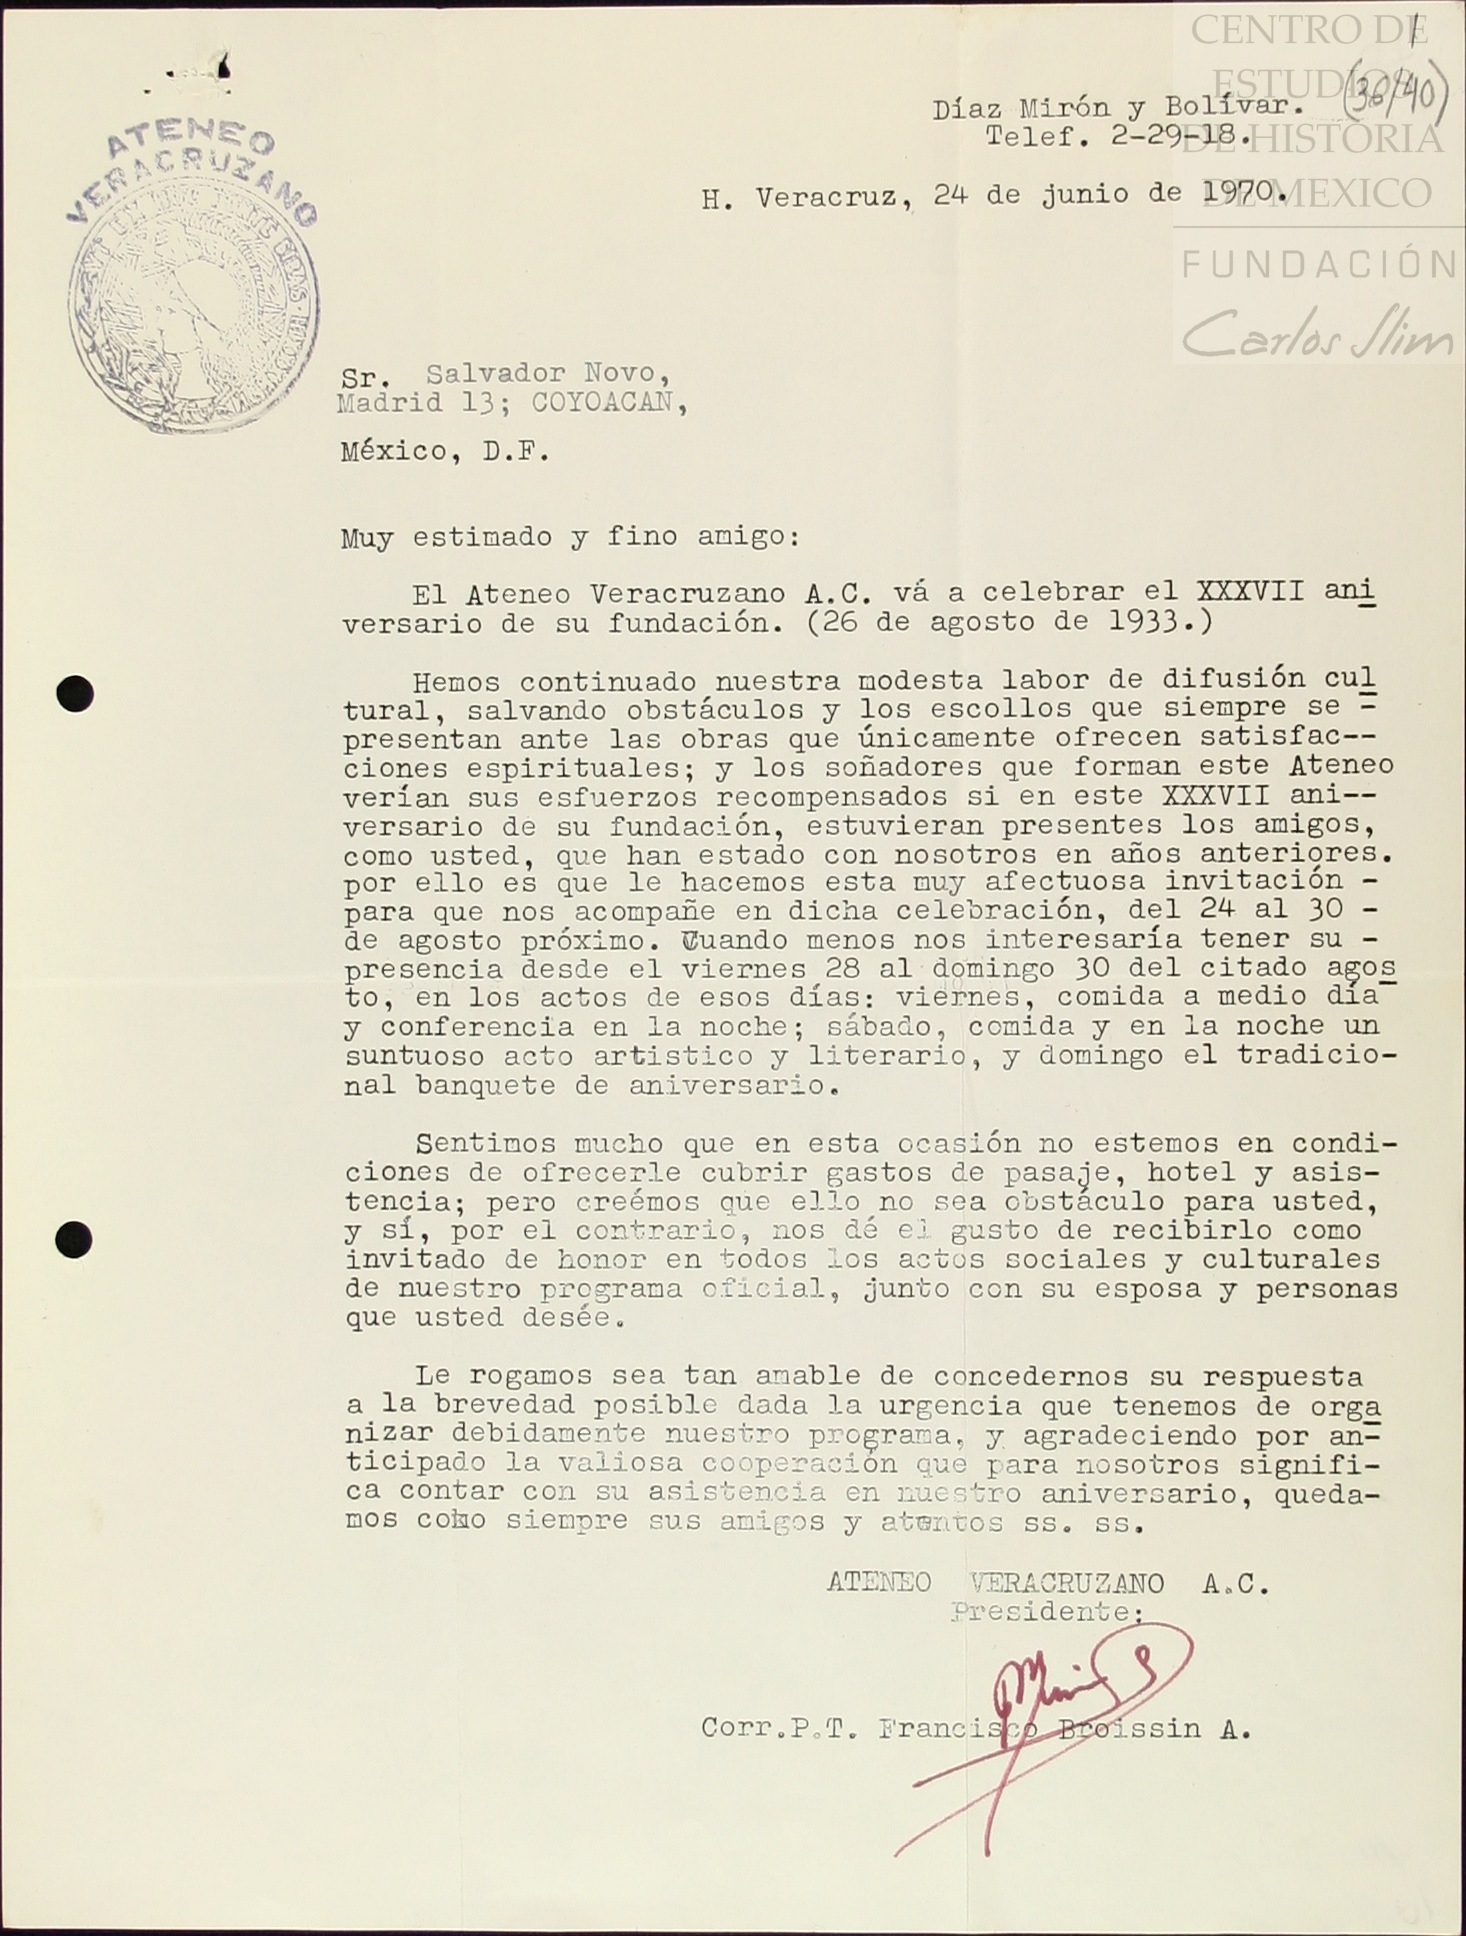 CENTRO DE
ESTUDIOS
DE HISTORIA
DE MEXICO
FUNDACIÓN
Carlos Slim
1
(36/40)
ATENEO
VERACRUZANO
Díaz Mirón y Bolívar.
Telef. 2-29-18.
H. Veracruz, 24 de junio de 1970.
Sr. Salvador Novo,
Madrid 13; COYOACAN,
México, D.F.
Muy estimado y fino amigo:
El Ateneo Veracruzano A.C. vá a celebrar el XXXVII ani
versario de su fundación. (26 de agosto de 1933.)
Hemos continuado nuestra modesta labor de difusión cul
tural, salvando obstáculos y los escollos que siempre se -
presentan ante las obras que únicamente ofrecen satisfac--
ciones espirituales; y los soñadores que forman este Ateneo
verían sus esfuerzos recompensados si en este XXXVII ani--
versario de su fundación, estuvieran presentes los amigos,
como usted, que han estado con nosotros en años anteriores.
por ello es que le hacemos esta muy afectuosa invitación -
para que nos acompañe en dicha celebración, del 24 al 30 -
de agosto próximo. Cuando menos nos interesaría tener su -
presencia desde el viernes 28 al domingo 30 del citado agos
to, en los actos de esos días: viernes, comida a medio día
y conferencia en la noche; sábado, comida y en la noche un
suntuoso acto artistico y literario, y domingo el tradicio-
nal banquete de aniversario.
Sentimos mucho que en esta ocasión no estemos en condi-
ciones de ofrecerle cubrir gastos de pasaje, hotel y asis-
tencia; pero creémos que ello no sea obstáculo para usted,
y sí, por el contrario, nos dé el gusto de recibirlo como
invitado de honor en todos los actos sociales y culturales
de nuestro programa oficial, junto con su esposa y personas
que usted desée.
Le rogamos sea tan amable de concedernos su respuesta
a la brevedad posible dada la urgencia que tenemos de orga
nizar debidamente nuestro programa, y agradeciendo por an-
ticipado la valiosa cooperación que para nosotros signifi-
ca contar con su asistencia en nuestro aniversario, queda-
mos como siempre sus amigos y atentos ss. ss.
ATENEO VERACRUZANO A.C.
Presidente:
Corr.P.T. Francisco Broissin A.